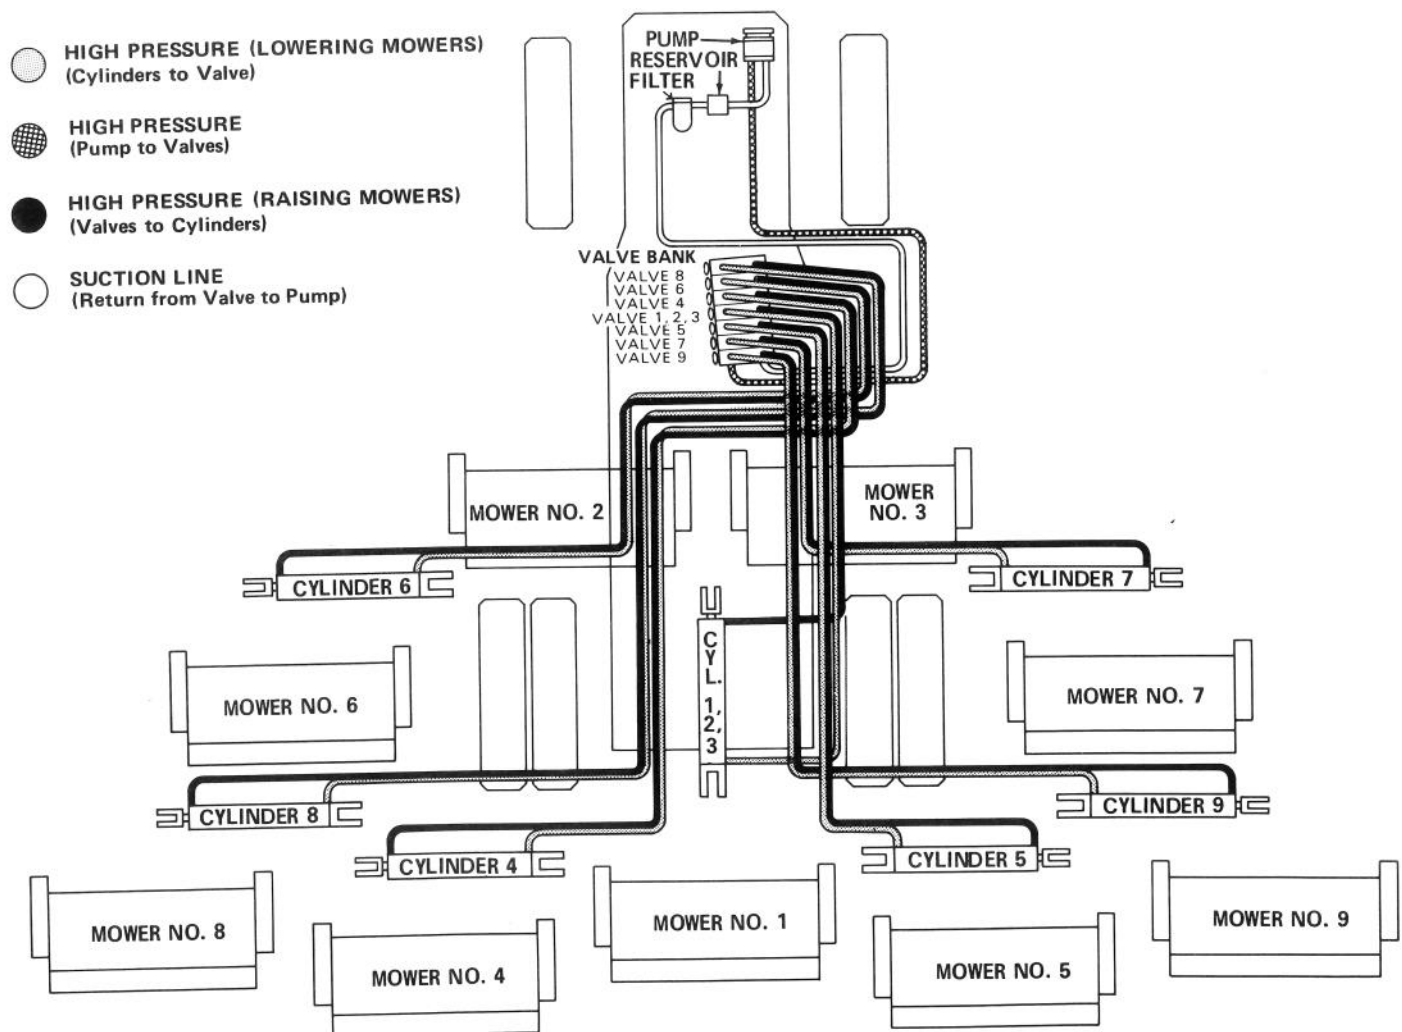 HIGH PRESSURE (LOWERING MOWERS)
(Cylinders to Valve)
HIGH PRESSURE
(Pump to Valves)
HIGH PRESSURE (RAISING MOWERS)
(Valves to Cylinders)
SUCTION LINE
(Return from Valve to Pump)
PUMP
RESERVOIR
FILTER
VALVE BANK
VALVE 8
VALVE 6
VALVE 4
VALVE 1, 2, 3
VALVE 5
VALVE 7
VALVE 9
MOWER NO. 2
MOWER
NO. 3
CYLINDER 6
CYLINDER 7
CYL. 1, 2, 3
MOWER NO. 6
MOWER NO. 7
CYLINDER 8
CYLINDER 9
CYLINDER 4
CYLINDER 5
MOWER NO. 8
MOWER NO. 4
MOWER NO. 1
MOWER NO. 5
MOWER NO. 9